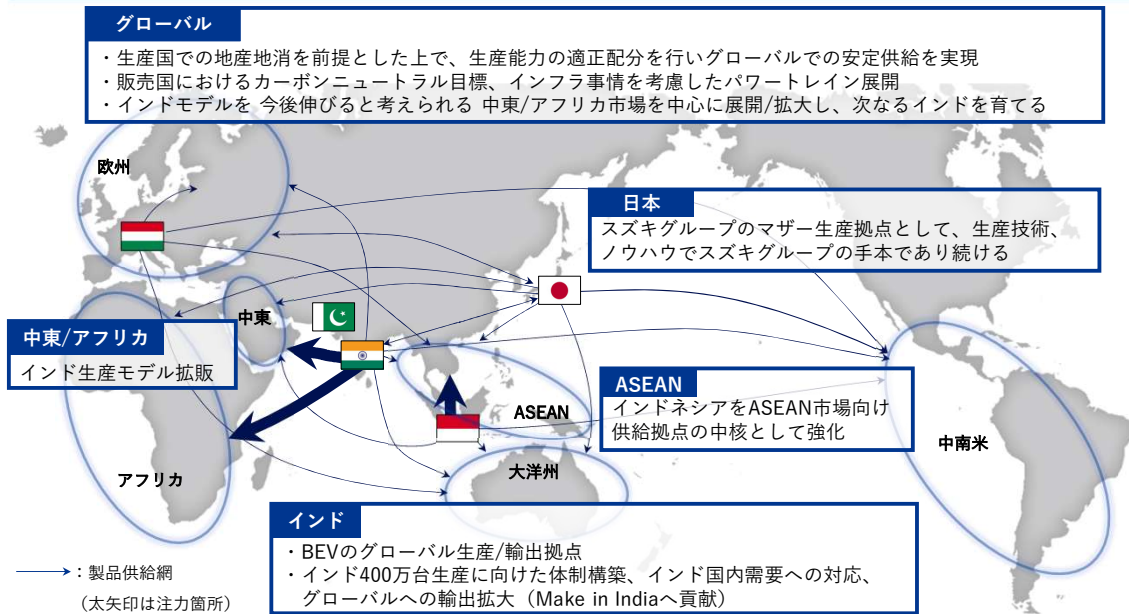 グローバル
・生産国での地産地消を前提とした上で、生産能力の適正配分を行いグローバルでの安定供給を実現
・販売国におけるカーボンニュートラル目標、インフラ事情を考慮したパワートレイン展開
・インドモデルを 今後伸びると考えられる 中東/アフリカ市場を中心に展開/拡大し、次なるインドを育てる
欧州
日本
スズキグループのマザー生産拠点として、生産技術、
ノウハウでスズキグループの手本であり続ける
中東
中東/アフリカ
インド生産モデル拡販
ASEAN
ASEAN
インドネシアをASEAN市場向け
供給拠点の中核として強化
中南米
アフリカ
大洋州
インド
・BEVのグローバル生産/輸出拠点
・インド400万台生産に向けた体制構築、インド国内需要への対応、
グローバルへの輸出拡大（Make in Indiaへ貢献）
：製品供給網
（太矢印は注力箇所）